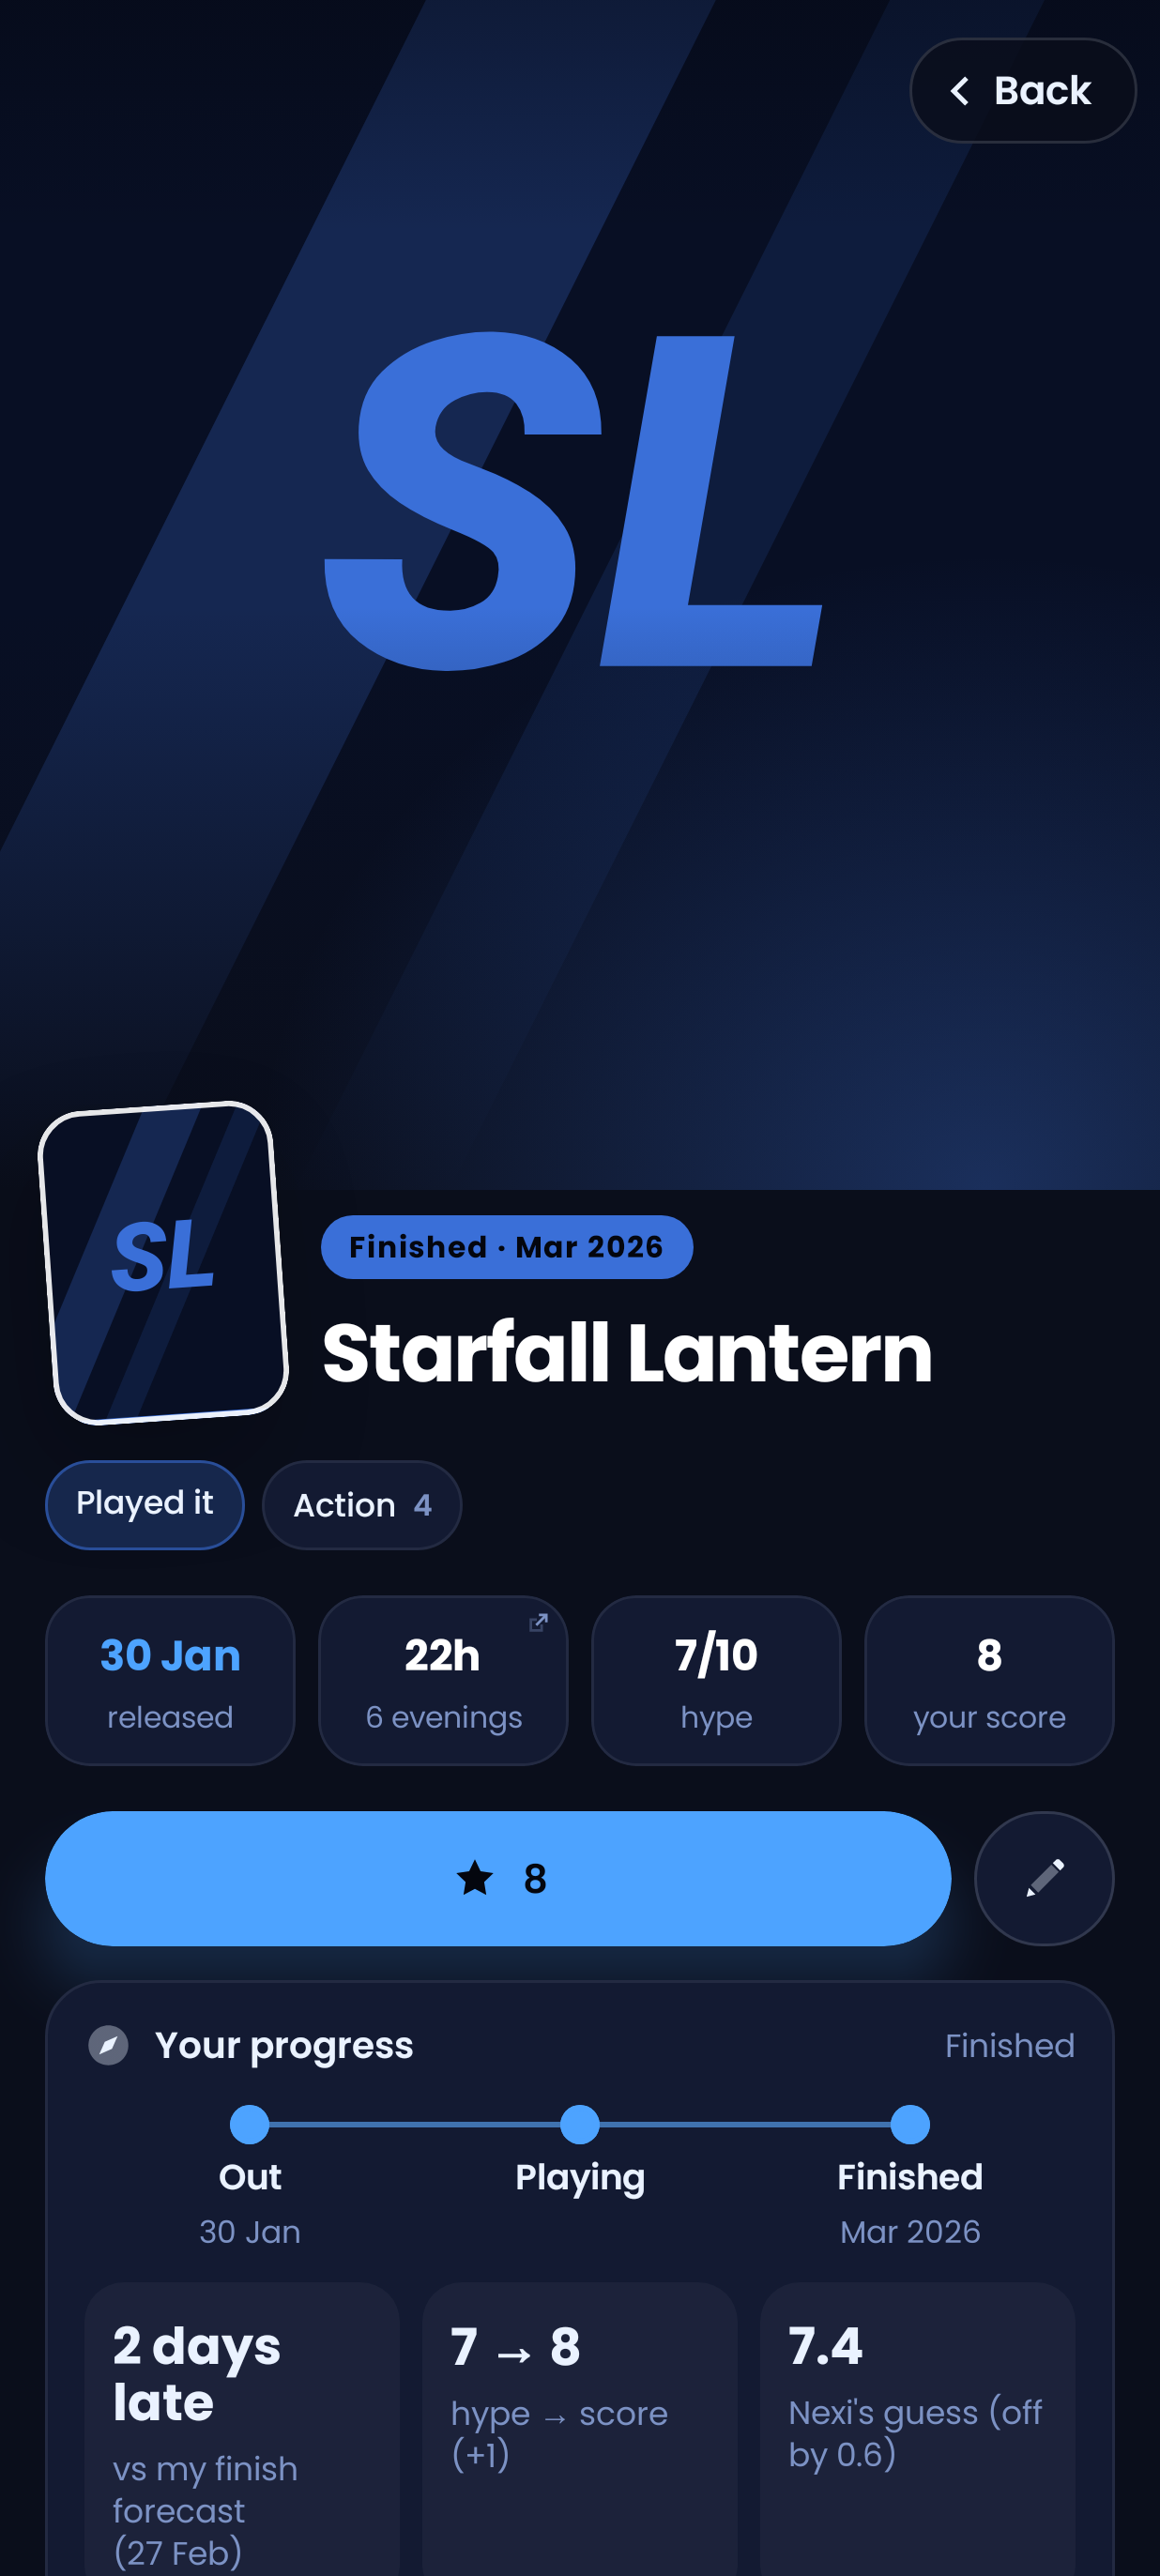 Back
SL
SL
Finished · Mar 2026
Starfall Lantern
Played it
Action 4
30 Jan
released
22h
6 evenings
7/10
hype
8
your score
★ 8
Your progress
Finished
Out
Playing
Finished
30 Jan
Mar 2026
2 days
late
vs my finish
forecast
(27 Feb)
7 → 8
hype → score
(+1)
7.4
Nexi's guess (off
by 0.6)